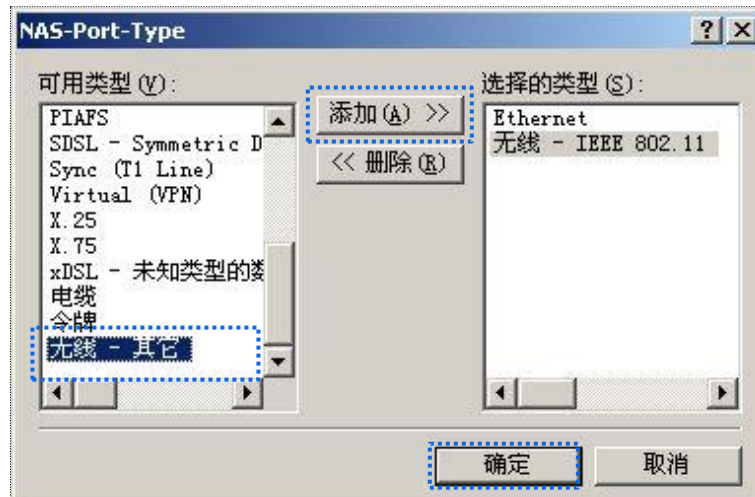 NAS-Port-Type
可用类型(V):
选择的类型(S):
PIAFS
SDSL - Symmetric D
Sync (T1 Line)
Virtual (VPN)
X.25
X.75
xDSL - 未知类型的数
电缆
令牌
无线 - 其它
添加(A) >>
<< 删除(R)
Ethernet
无线 - IEEE 802.11
确定
取消